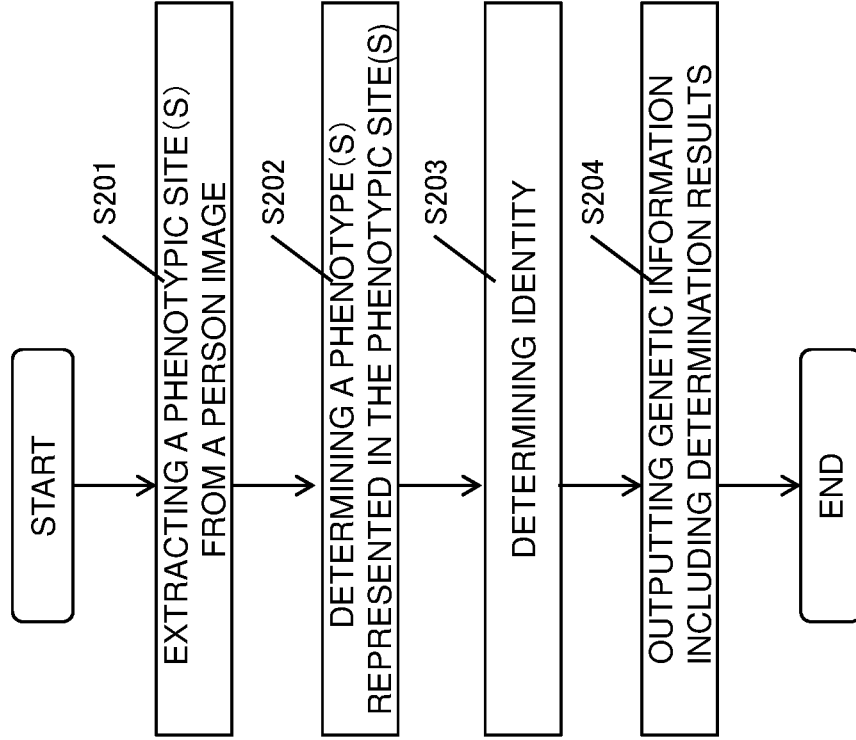 START
S201
EXTRACTING A PHENOTYPIC SITE(S)
FROM A PERSON IMAGE
S202
DETERMINING A PHENOTYPE(S)
REPRESENTED IN THE PHENOTYPIC SITE(S)
S203
DETERMINING IDENTITY
S204
OUTPUTTING GENETIC INFORMATION
INCLUDING DETERMINATION RESULTS
END